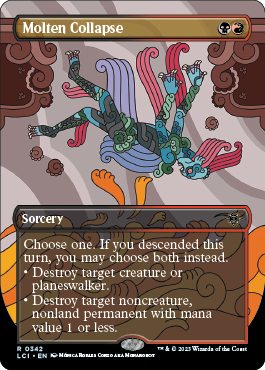 Molten Collapse
Sorcery
Choose one. If you descended this
turn, you may choose both instead.
• Destroy target creature or
planeswalker.
• Destroy target noncreature,
nonland permanent with mana
value 1 or less.
R 0342
LCI • EN Mónica Robles Corzo aka Monarobot
™ & © 2023 Wizards of the Coast